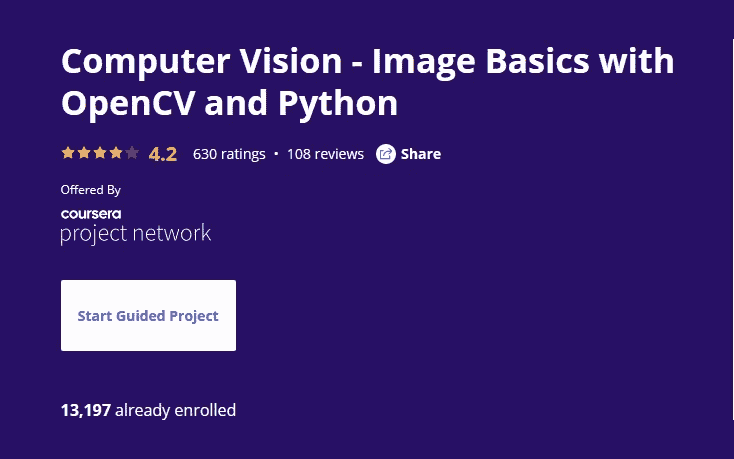 Computer Vision - Image Basics with
OpenCV and Python
4.2 630 ratings • 108 reviews Share
Offered By
coursera
project network
Start Guided Project
13,197 already enrolled